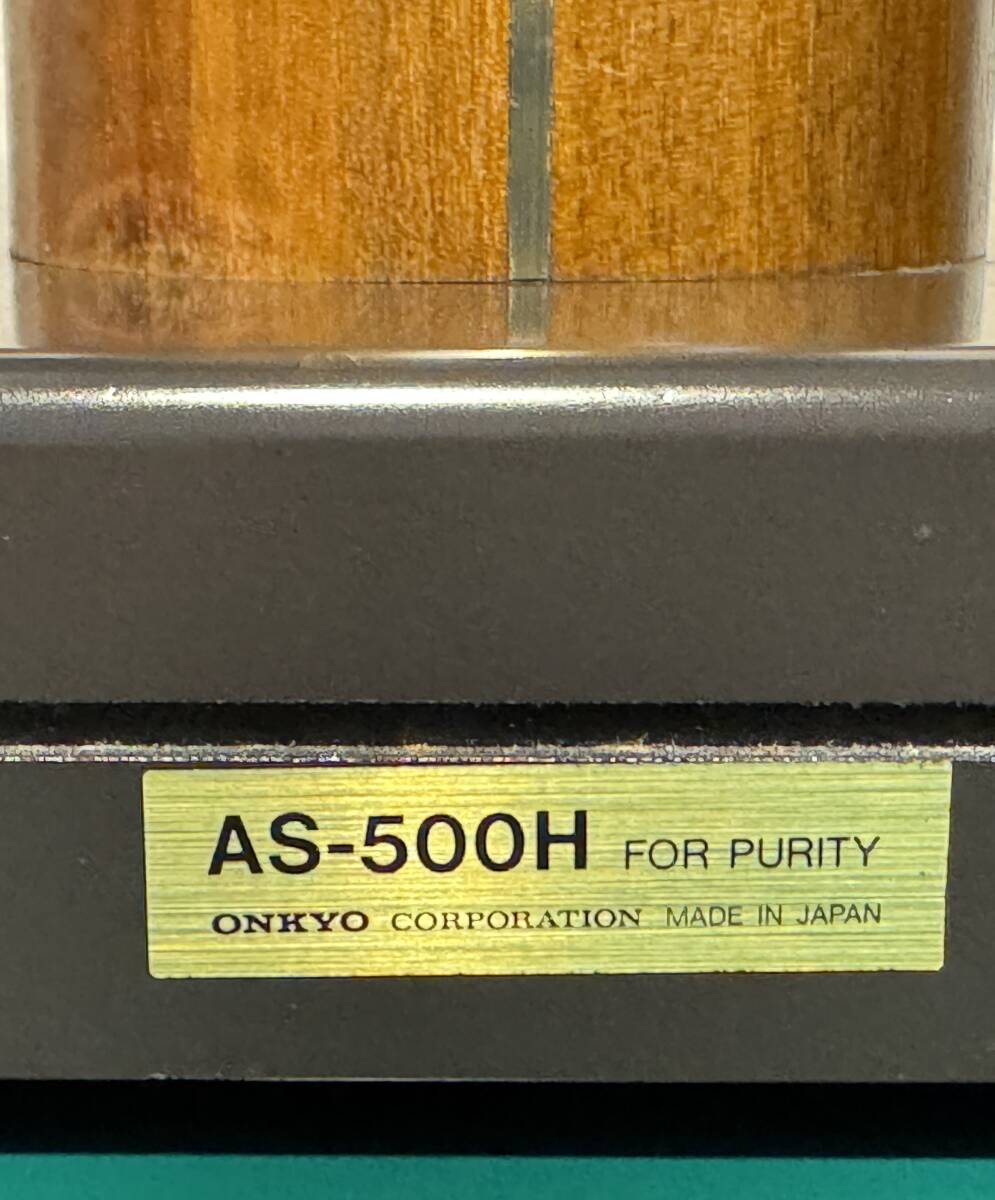 AS-500H FOR PURITY
ONKYO CORPORATION MADE IN JAPAN